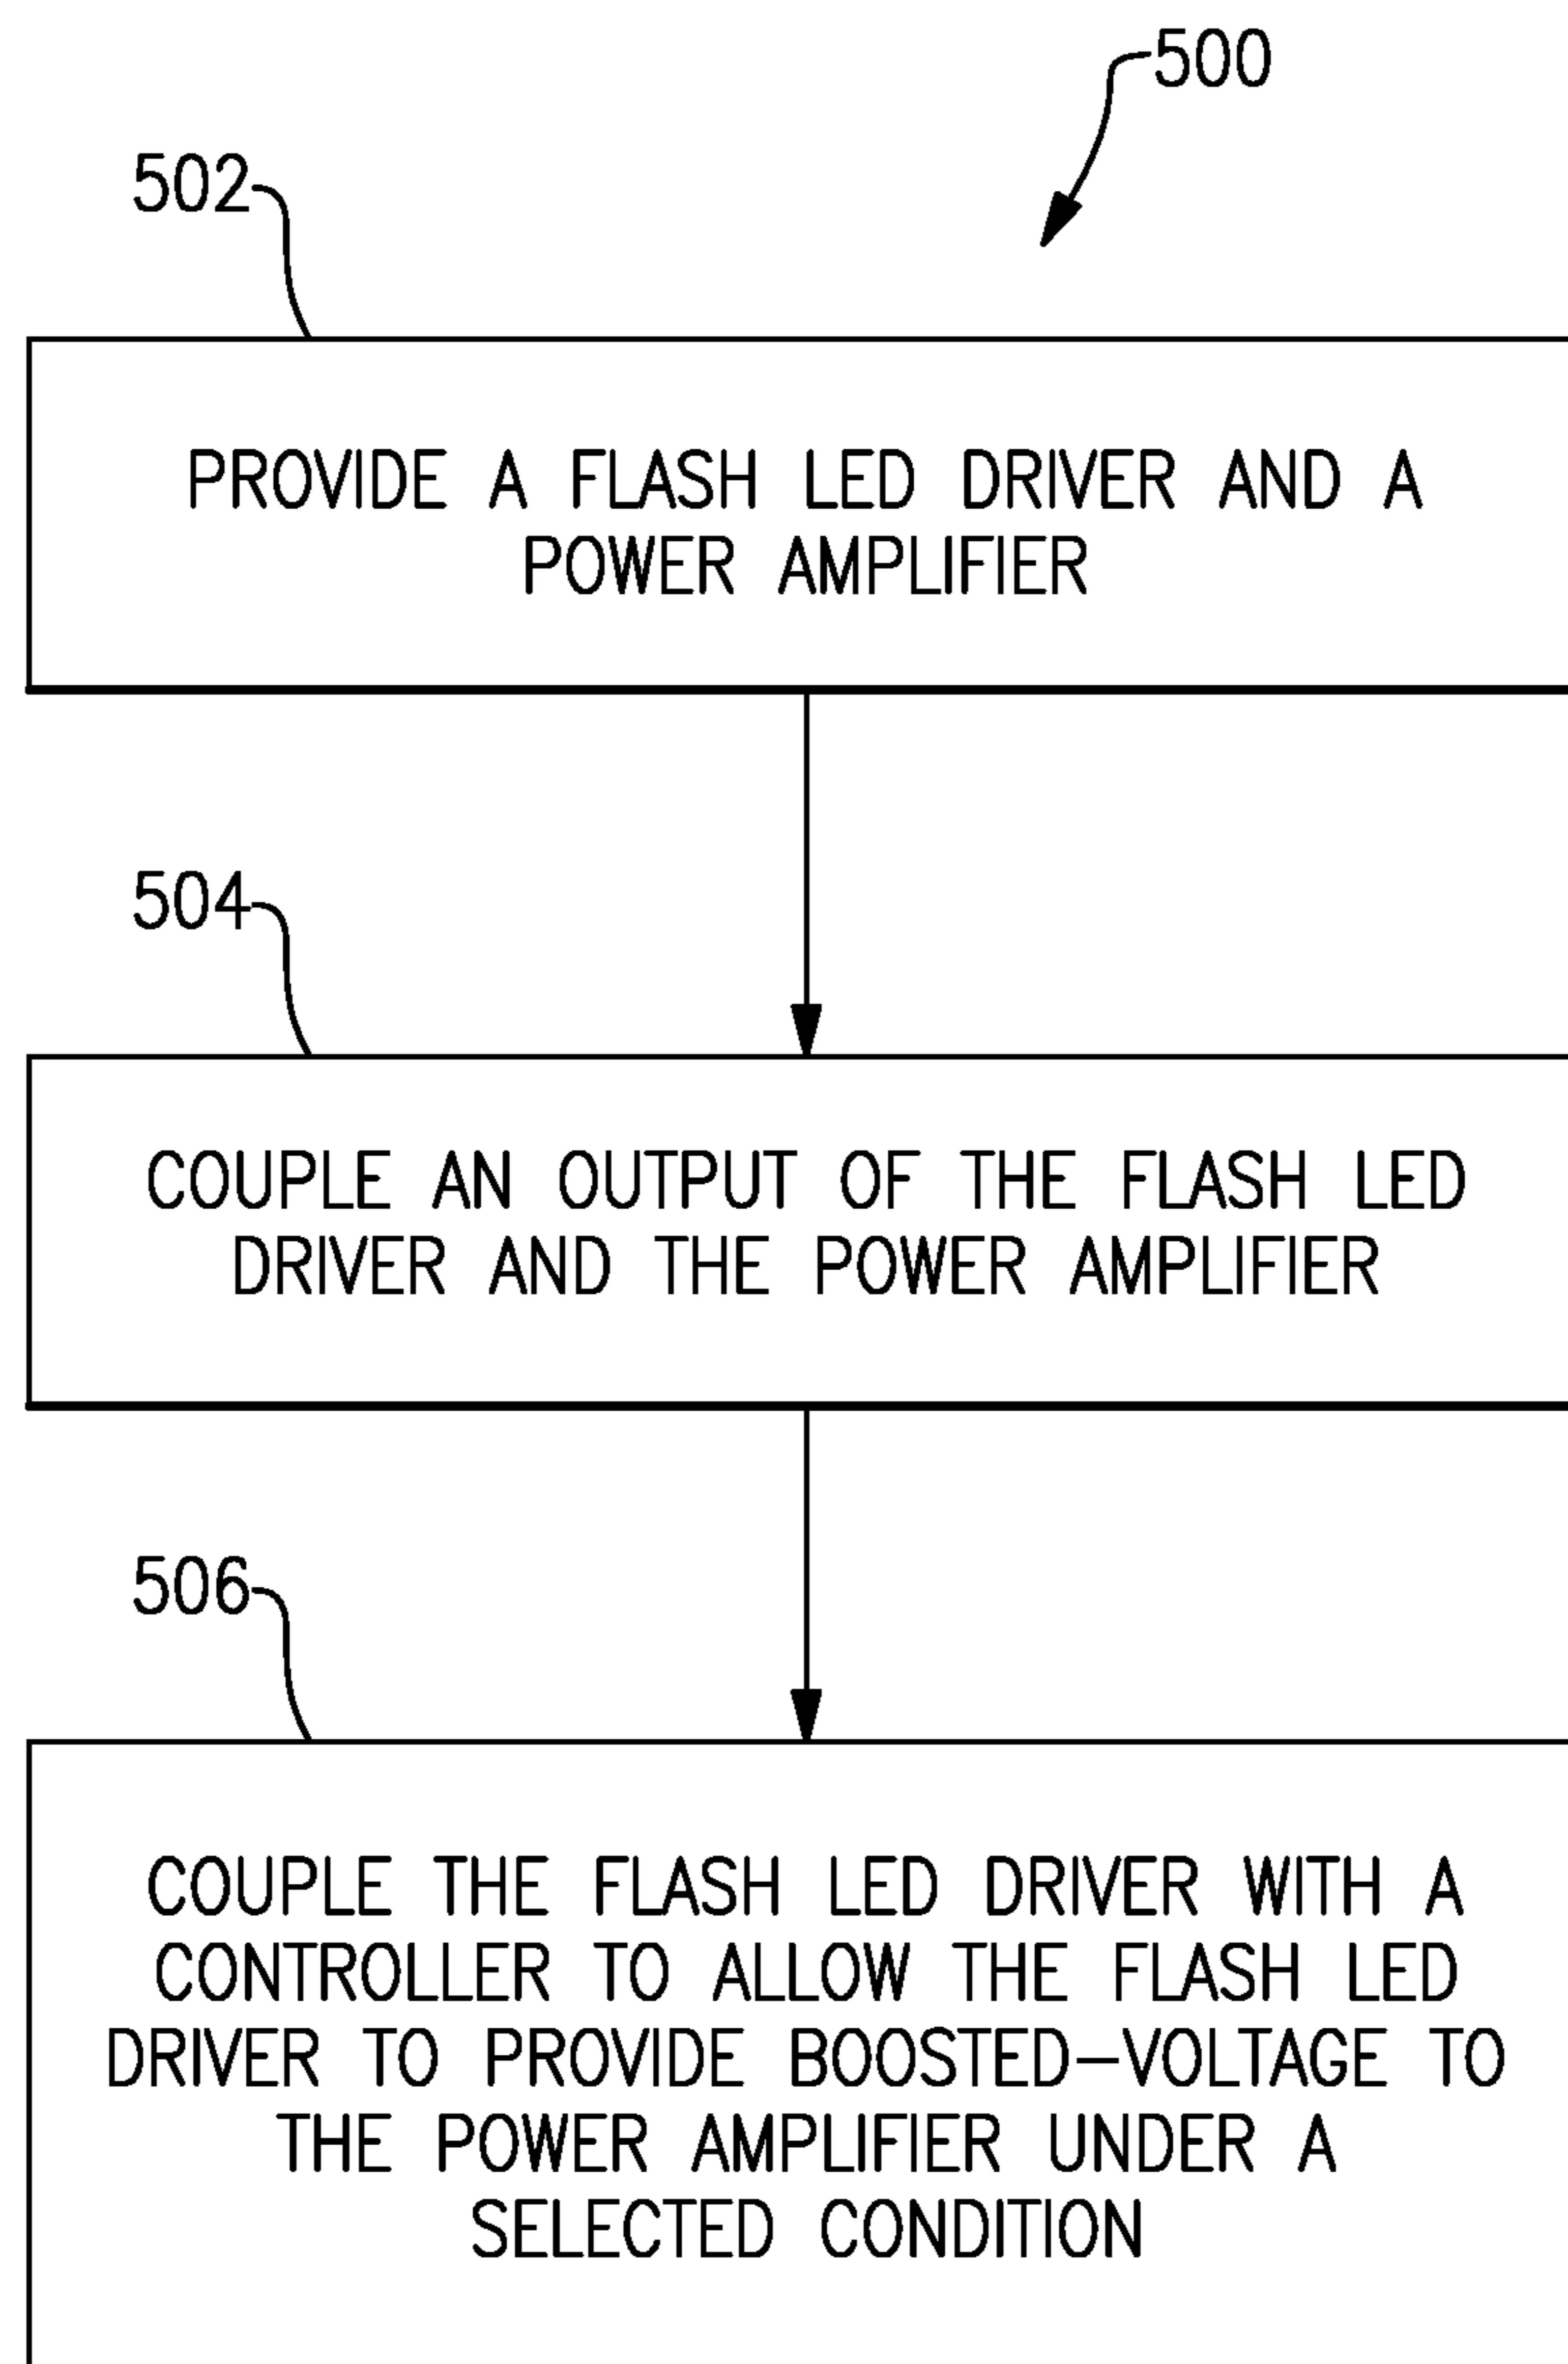 500
502
PROVIDE A FLASH LED DRIVER AND A
POWER AMPLIFIER
504
COUPLE AN OUTPUT OF THE FLASH LED
DRIVER AND THE POWER AMPLIFIER
506
COUPLE THE FLASH LED DRIVER WITH A
CONTROLLER TO ALLOW THE FLASH LED
DRIVER TO PROVIDE BOOSTED–VOLTAGE TO
THE POWER AMPLIFIER UNDER A
SELECTED CONDITION